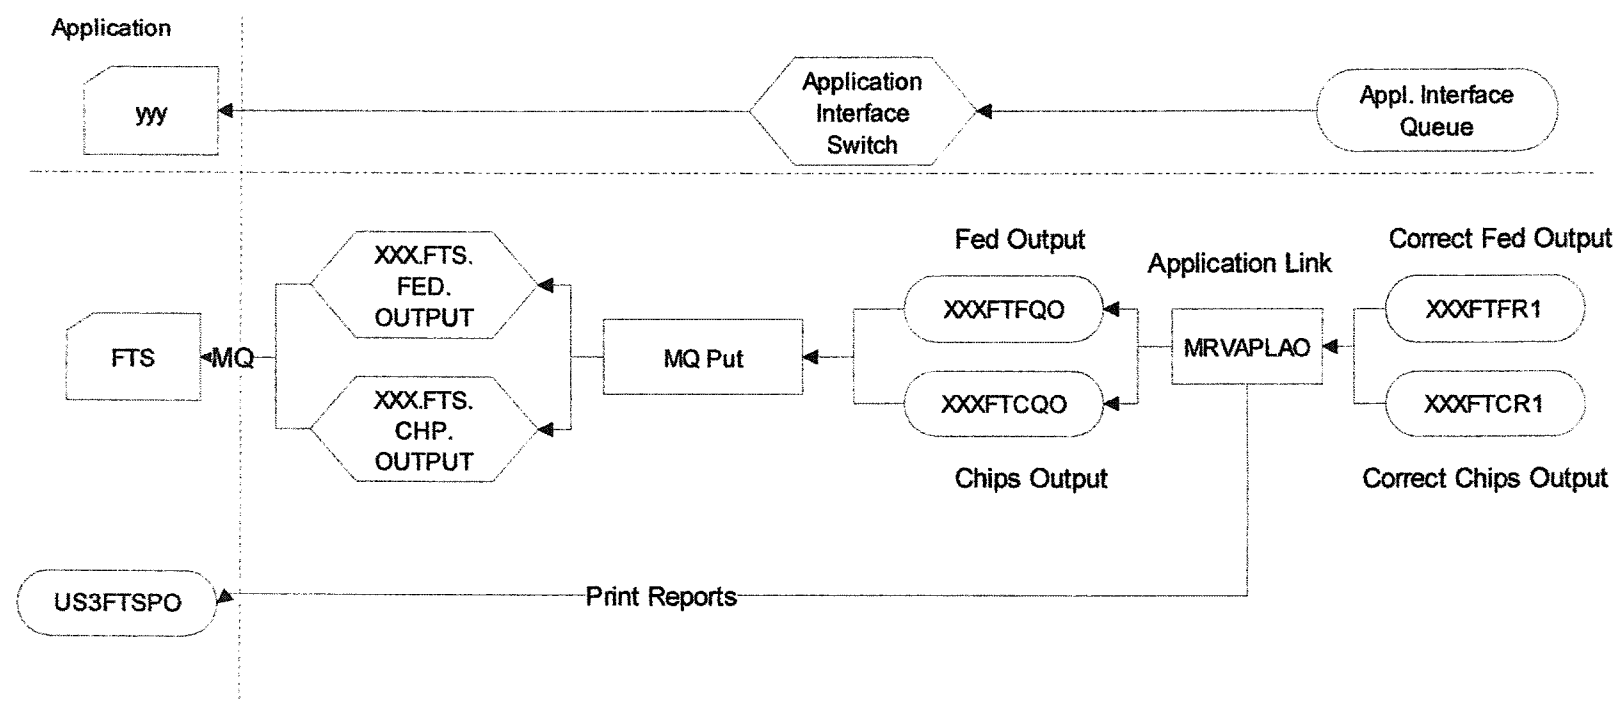 Application
yyy
Application
Interface
Switch
Appl. Interface
Queue
XXX.FTS.
FED.
OUTPUT
Fed Output
Application Link
Correct Fed Output
XXXFTFQO
XXXFTFR1
FTS
MQ
MQ Put
MRVAPLAO
XXX.FTS.
CHP.
OUTPUT
XXXFTCQO
XXXFTCR1
Chips Output
Correct Chips Output
US3FTSPO
Print Reports